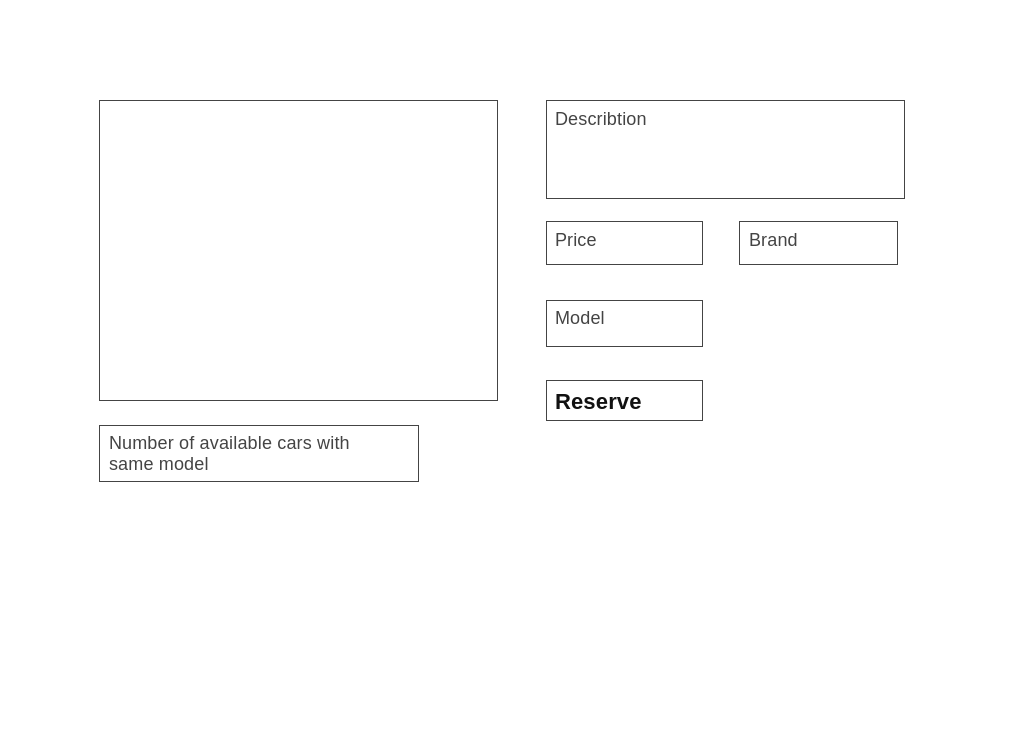 Describtion
Price
Brand
Model
Reserve
Number of available cars with
same model